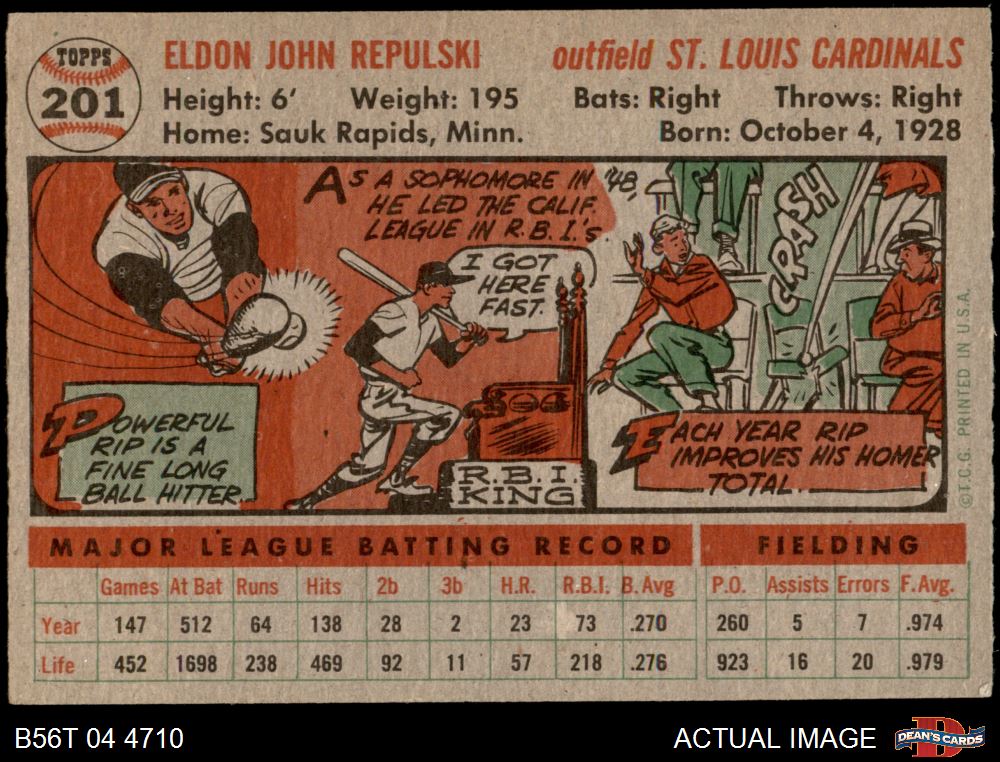 TOPPS
201
ELDON JOHN REPULSKI
outfield ST. LOUIS CARDINALS
Height: 6' Weight: 195 Bats: Right Throws: Right
Home: Sauk Rapids, Minn. Born: October 4, 1928
POWERFUL
RIP IS A
FINE LONG
BALL HITTER.
AS A SOPHOMORE IN '48,
HE LED THE CALIF.
LEAGUE IN R.B.I.'s.
I GOT
HERE
FAST.
R.B.I.
KING
CRASH
EACH YEAR RIP
IMPROVES HIS HOMER
TOTAL.
©T.C.G. PRINTED IN U.S.A.
MAJOR LEAGUE BATTING RECORD FIELDING
Games At Bat Runs Hits 2b 3b H.R. R.B.I. B. Avg P.O. Assists Errors F. Avg.
Year 147 512 64 138 28 2 23 73 .270 260 5 7 .974
Life 452 1698 238 469 92 11 57 218 .276 923 16 20 .979
B56T 04 4710 ACTUAL IMAGE DEAN'S CARDS